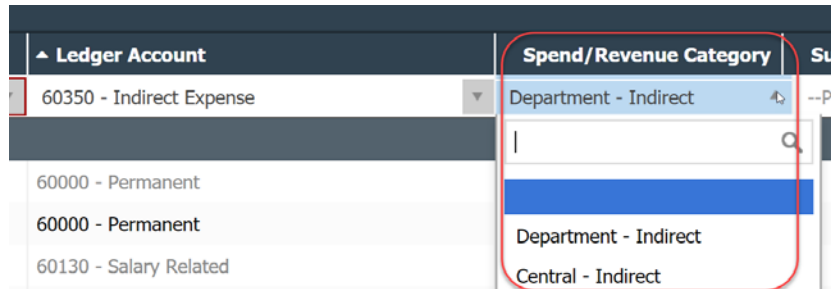 Ledger Account Spend/Revenue Category Su
60350 - Indirect Expense Department - Indirect --P
60000 - Permanent
60000 - Permanent
Department - Indirect
60130 - Salary Related
Central - Indirect